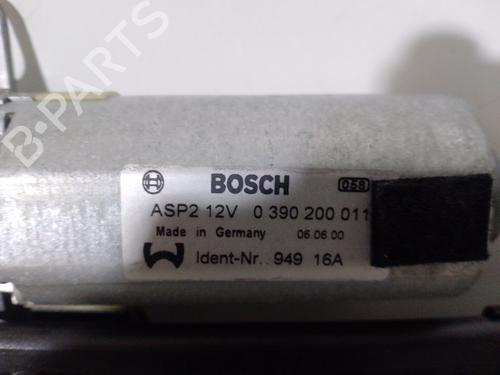 BOSCH 058
ASP2 12V 0 390 200 011
Made in Germany 06.06.00
Ident-Nr. 949 16A
B-PARTS